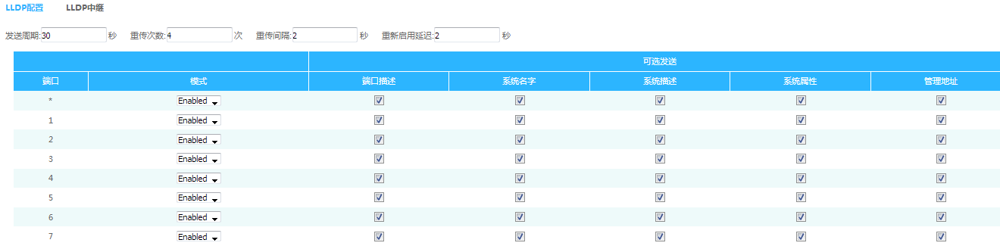 LLDP配置 LLDP中继
发送周期:30 秒 重传次数:4 次 重传间隔:2 秒 重新启用延迟:2 秒
可选发送
端口 模式 端口描述 系统名字 系统描述 系统属性 管理地址
* Enabled
1 Enabled
2 Enabled
3 Enabled
4 Enabled
5 Enabled
6 Enabled
7 Enabled